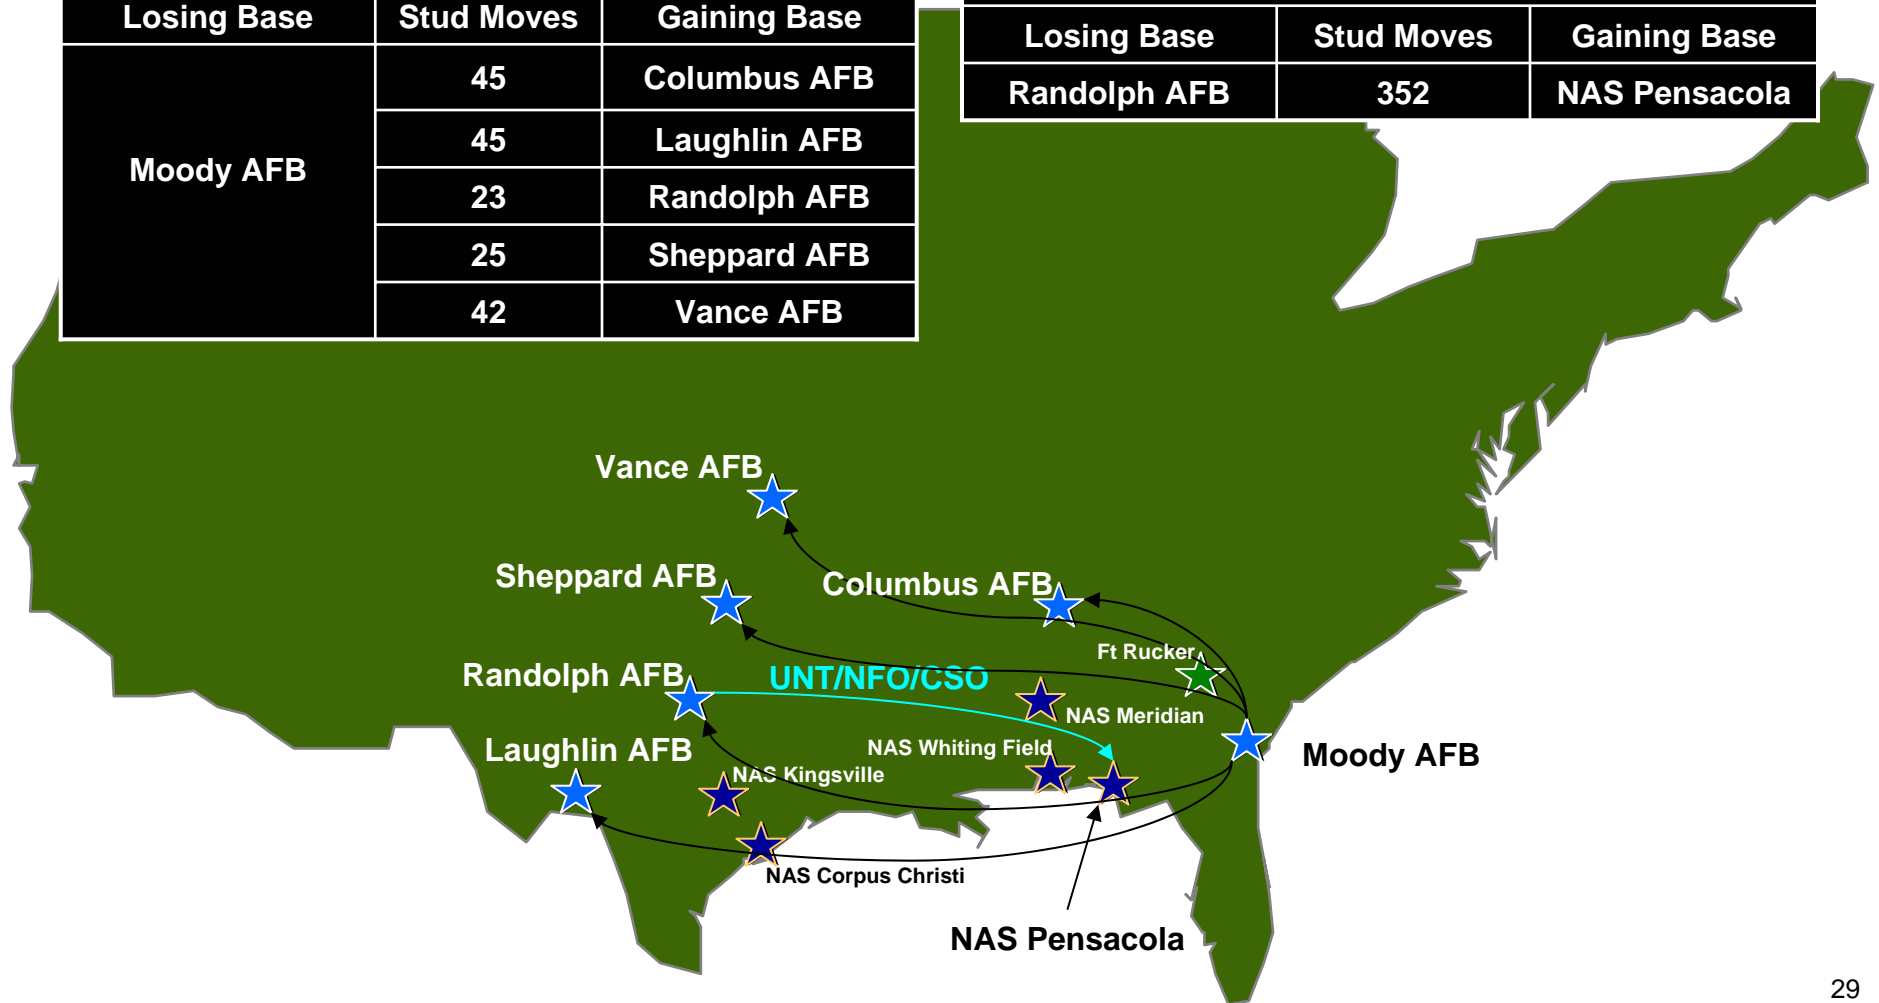 Losing Base Stud Moves Gaining Base
Moody AFB
45 Columbus AFB
45 Laughlin AFB
23 Randolph AFB
25 Sheppard AFB
42 Vance AFB
Losing Base Stud Moves Gaining Base
Randolph AFB 352 NAS Pensacola
Vance AFB
Sheppard AFB
Columbus AFB
Ft Rucker
Randolph AFB
UNT/NFO/CSO
NAS Meridian
Laughlin AFB
NAS Whiting Field
Moody AFB
NAS Kingsville
NAS Corpus Christi
NAS Pensacola
29